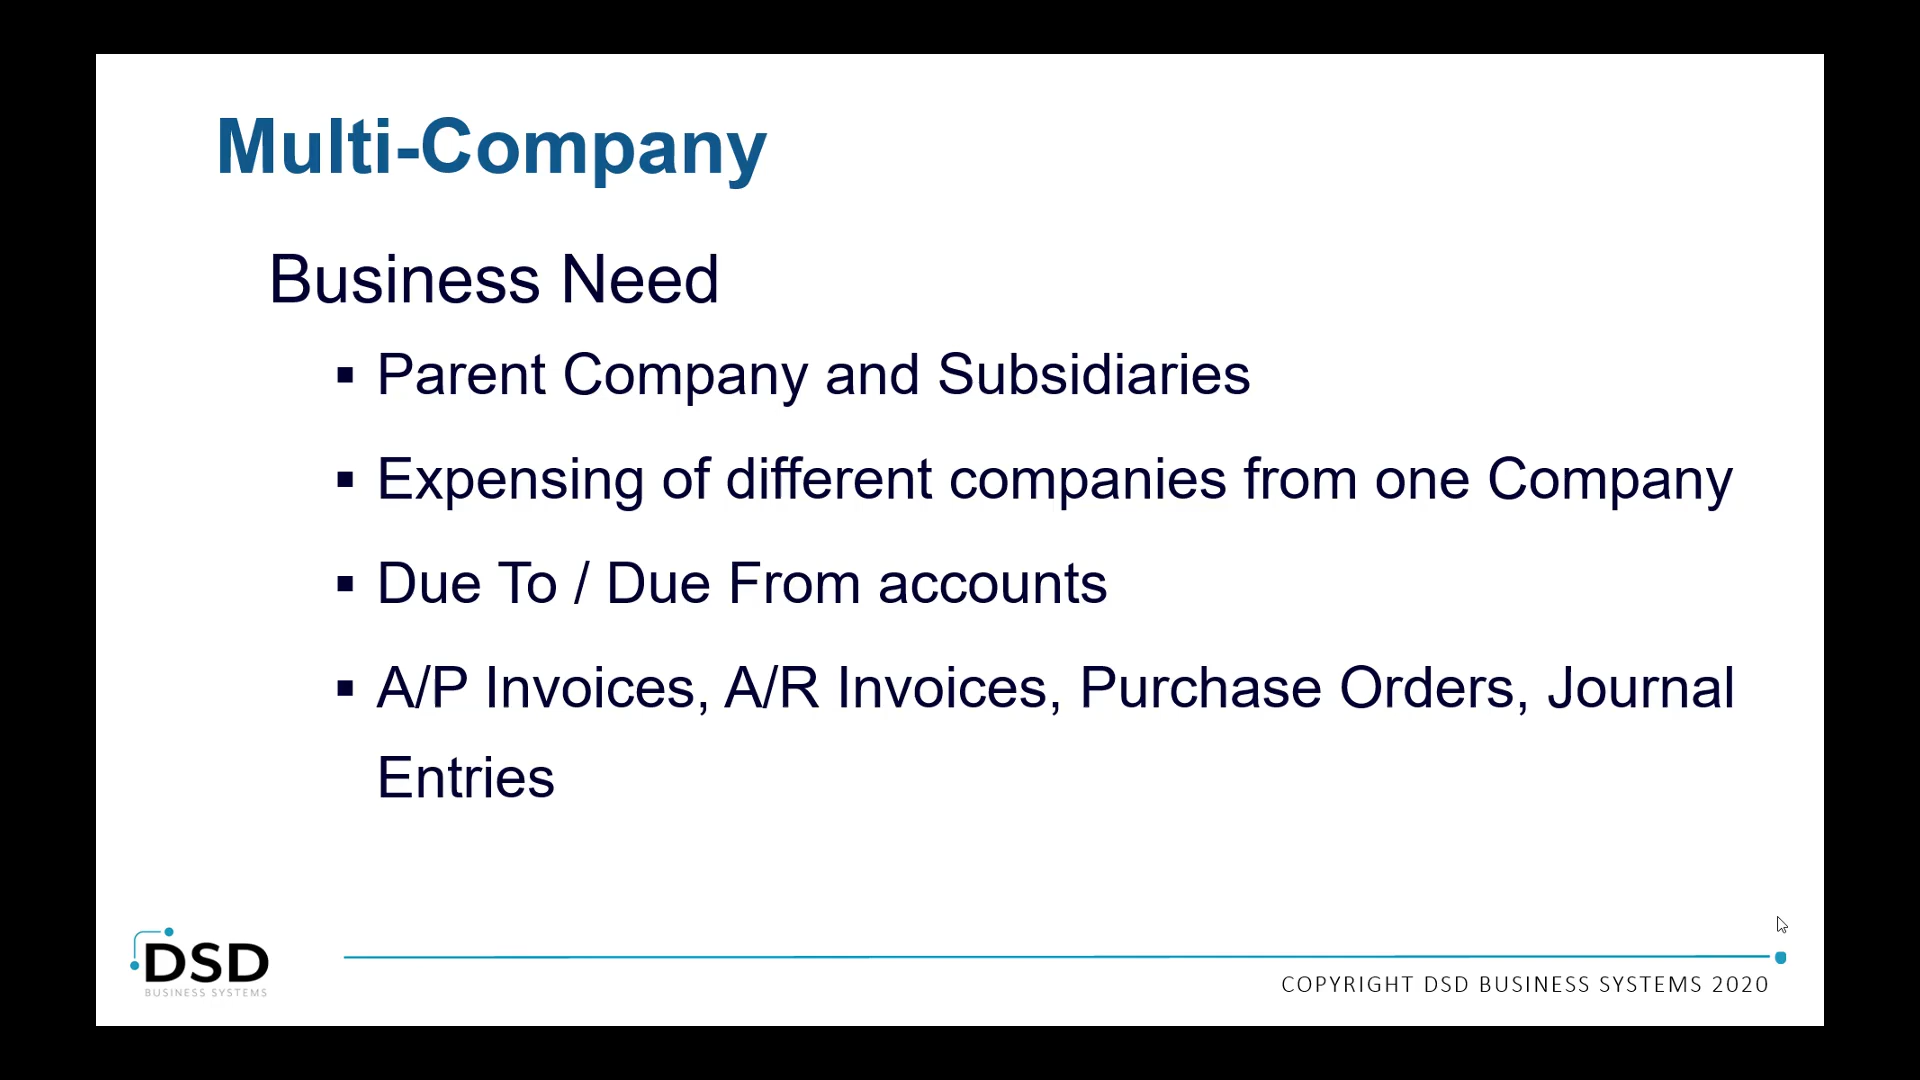 Multi-Company
Business Need
▪ Parent Company and Subsidiaries
▪ Expensing of different companies from one Company
▪ Due To / Due From accounts
▪ A/P Invoices, A/R Invoices, Purchase Orders, Journal
Entries
DSD
BUSINESS SYSTEMS
COPYRIGHT DSD BUSINESS SYSTEMS 2020